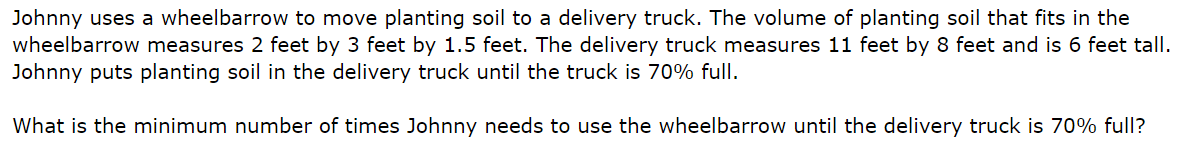 Johnny uses a wheelbarrow to move planting soil to a delivery truck. The volume of planting soil that fits in the
wheelbarrow measures 2 feet by 3 feet by 1.5 feet. The delivery truck measures 11 feet by 8 feet and is 6 feet tall.
Johnny puts planting soil in the delivery truck until the truck is 70% full.
What is the minimum number of times Johnny needs to use the wheelbarrow until the delivery truck is 70% full?